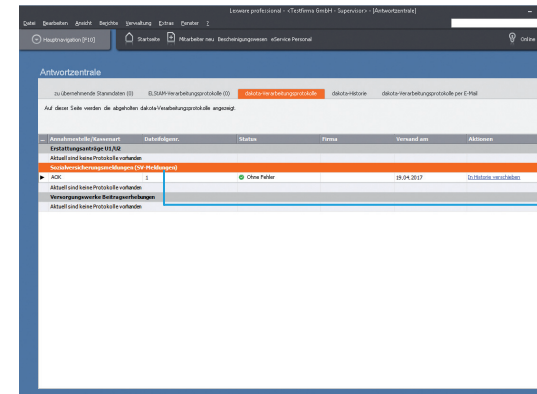 Lexware professional - <Testfirma GmbH - Supervisor> - [Antwortzentrale]
Datei Bearbeiten Ansicht Berichte Verwaltung Extras Fenster ?
Hauptnavigation [F10] Startseite Mitarbeiter neu Bescheinigungswesen eService Personal Online
Antwortzentrale
zu übernehmende Stammdaten (0) ELStAM-Verarbeitungsprotokolle (0) dakota-Verarbeitungsprotokolle dakota-Historie dakota-Verarbeitungsprotokolle per E-Mail
Auf dieser Seite werden die abgeholten dakota-Verarbeitungsprotokolle angezeigt.
... Annahmestelle/Kassenart Dateifolgenr. Status Firma Versand am Aktionen
Erstattungsanträge U1/U2
Aktuell sind keine Protokolle vorhanden
Sozialversicherungsmeldungen (SV-Meldungen)
AOK 1 Ohne Fehler 19.04.2017 In Historie verschieben
Aktuell sind keine Protokolle vorhanden
Versorgungswerke Beitragserhebungen
Aktuell sind keine Protokolle vorhanden